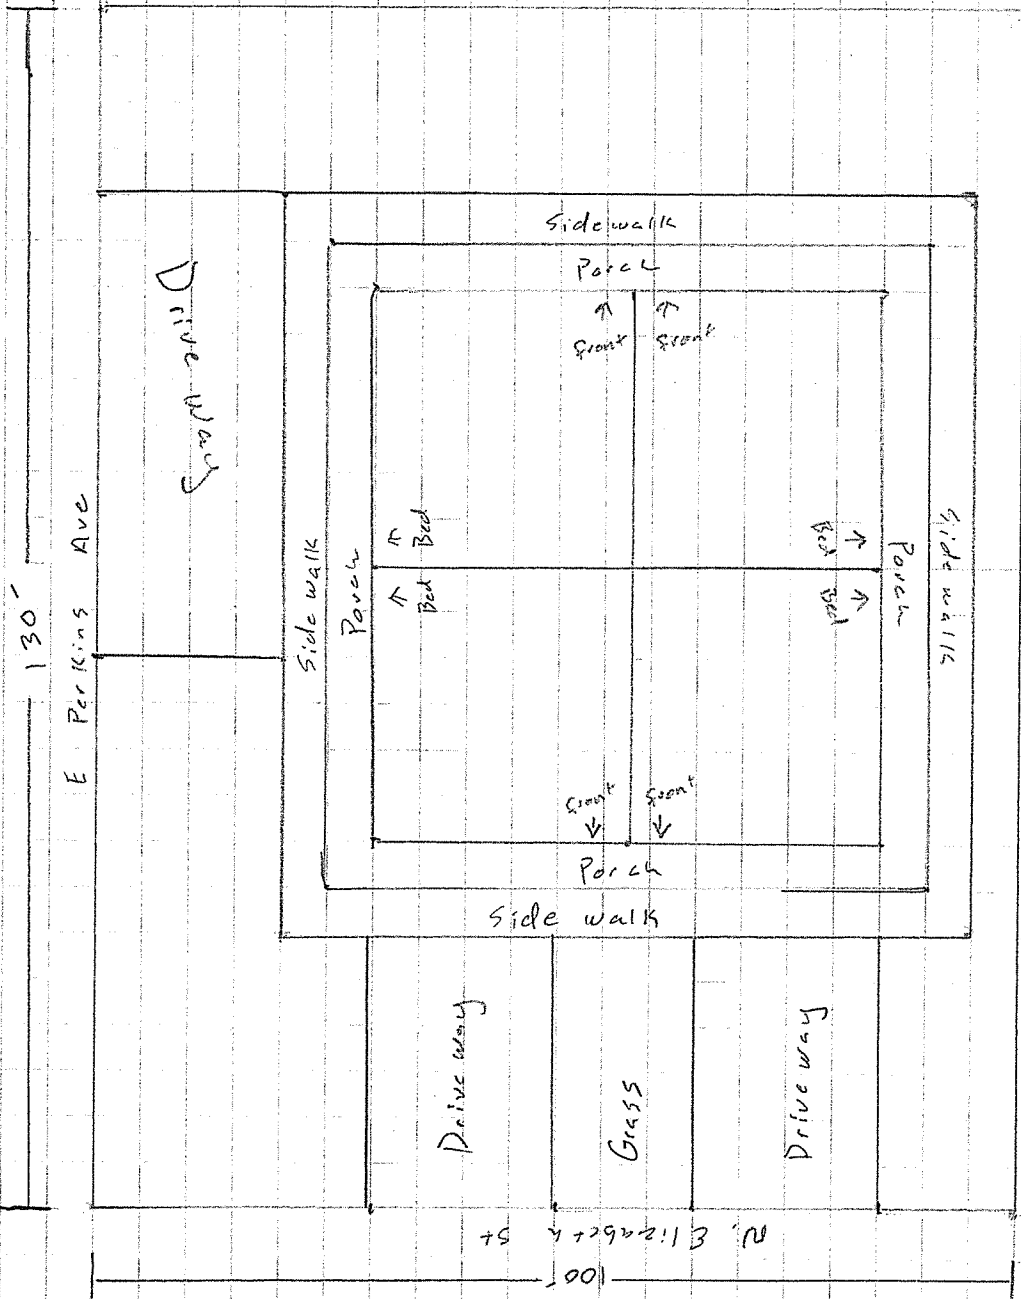 Sidewalk
Porch
front
front
Drive Way
130'
E Perkins Ave
Side walk
Porch
Bed
Bed
Bed
Bed
Porch
Side walk
front
front
Porch
Side walk
Drive way
Grass
Drive way
N. Elizabeth St
100'